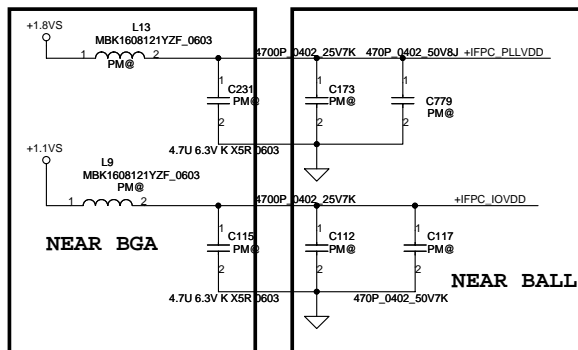 L13
+1.8VS
MBK1608121YZF_0603
1 2
PM@
4700P_0402_25V7K 470P_0402_50V8J +IFPC_PLLVDD
1 1 1
C231 C173 C779
PM@ PM@ PM@
2 2 2
4.7U 6.3V K X5R 0603
+1.1VS
L9
MBK1608121YZF_0603
PM@
1 2
4700P_0402_25V7K +IFPC_IOVDD
1 1 1
NEAR BGA C115 C112 C117
PM@ PM@ PM@
2 2 2
NEAR BALL
4.7U 6.3V K X5R 0603 470P_0402_50V7K